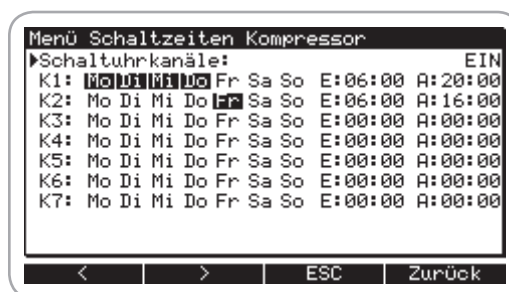 Menü Schaltzeiten Kompressor
▶Schaltuhrkanäle: EIN
K1: Mo Di Mi Do Fr Sa So E:06:00 A:20:00
K2: Mo Di Mi Do Fr Sa So E:06:00 A:16:00
K3: Mo Di Mi Do Fr Sa So E:00:00 A:00:00
K4: Mo Di Mi Do Fr Sa So E:00:00 A:00:00
K5: Mo Di Mi Do Fr Sa So E:00:00 A:00:00
K6: Mo Di Mi Do Fr Sa So E:00:00 A:00:00
K7: Mo Di Mi Do Fr Sa So E:00:00 A:00:00
< > ESC Zurück